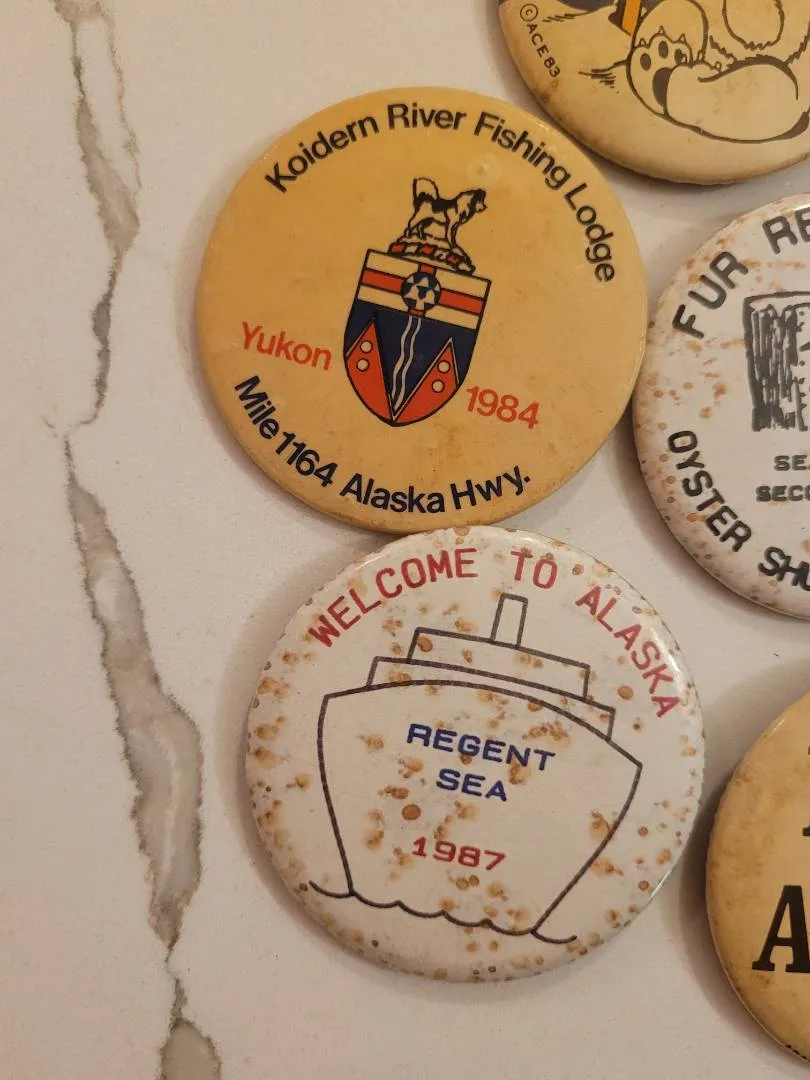 ©ACE83
Koidern River Fishing Lodge
Yukon
1984
Mile 1164 Alaska Hwy.
FUR
OYSTER
WELCOME TO ALASKA
REGENT
SEA
1987
A